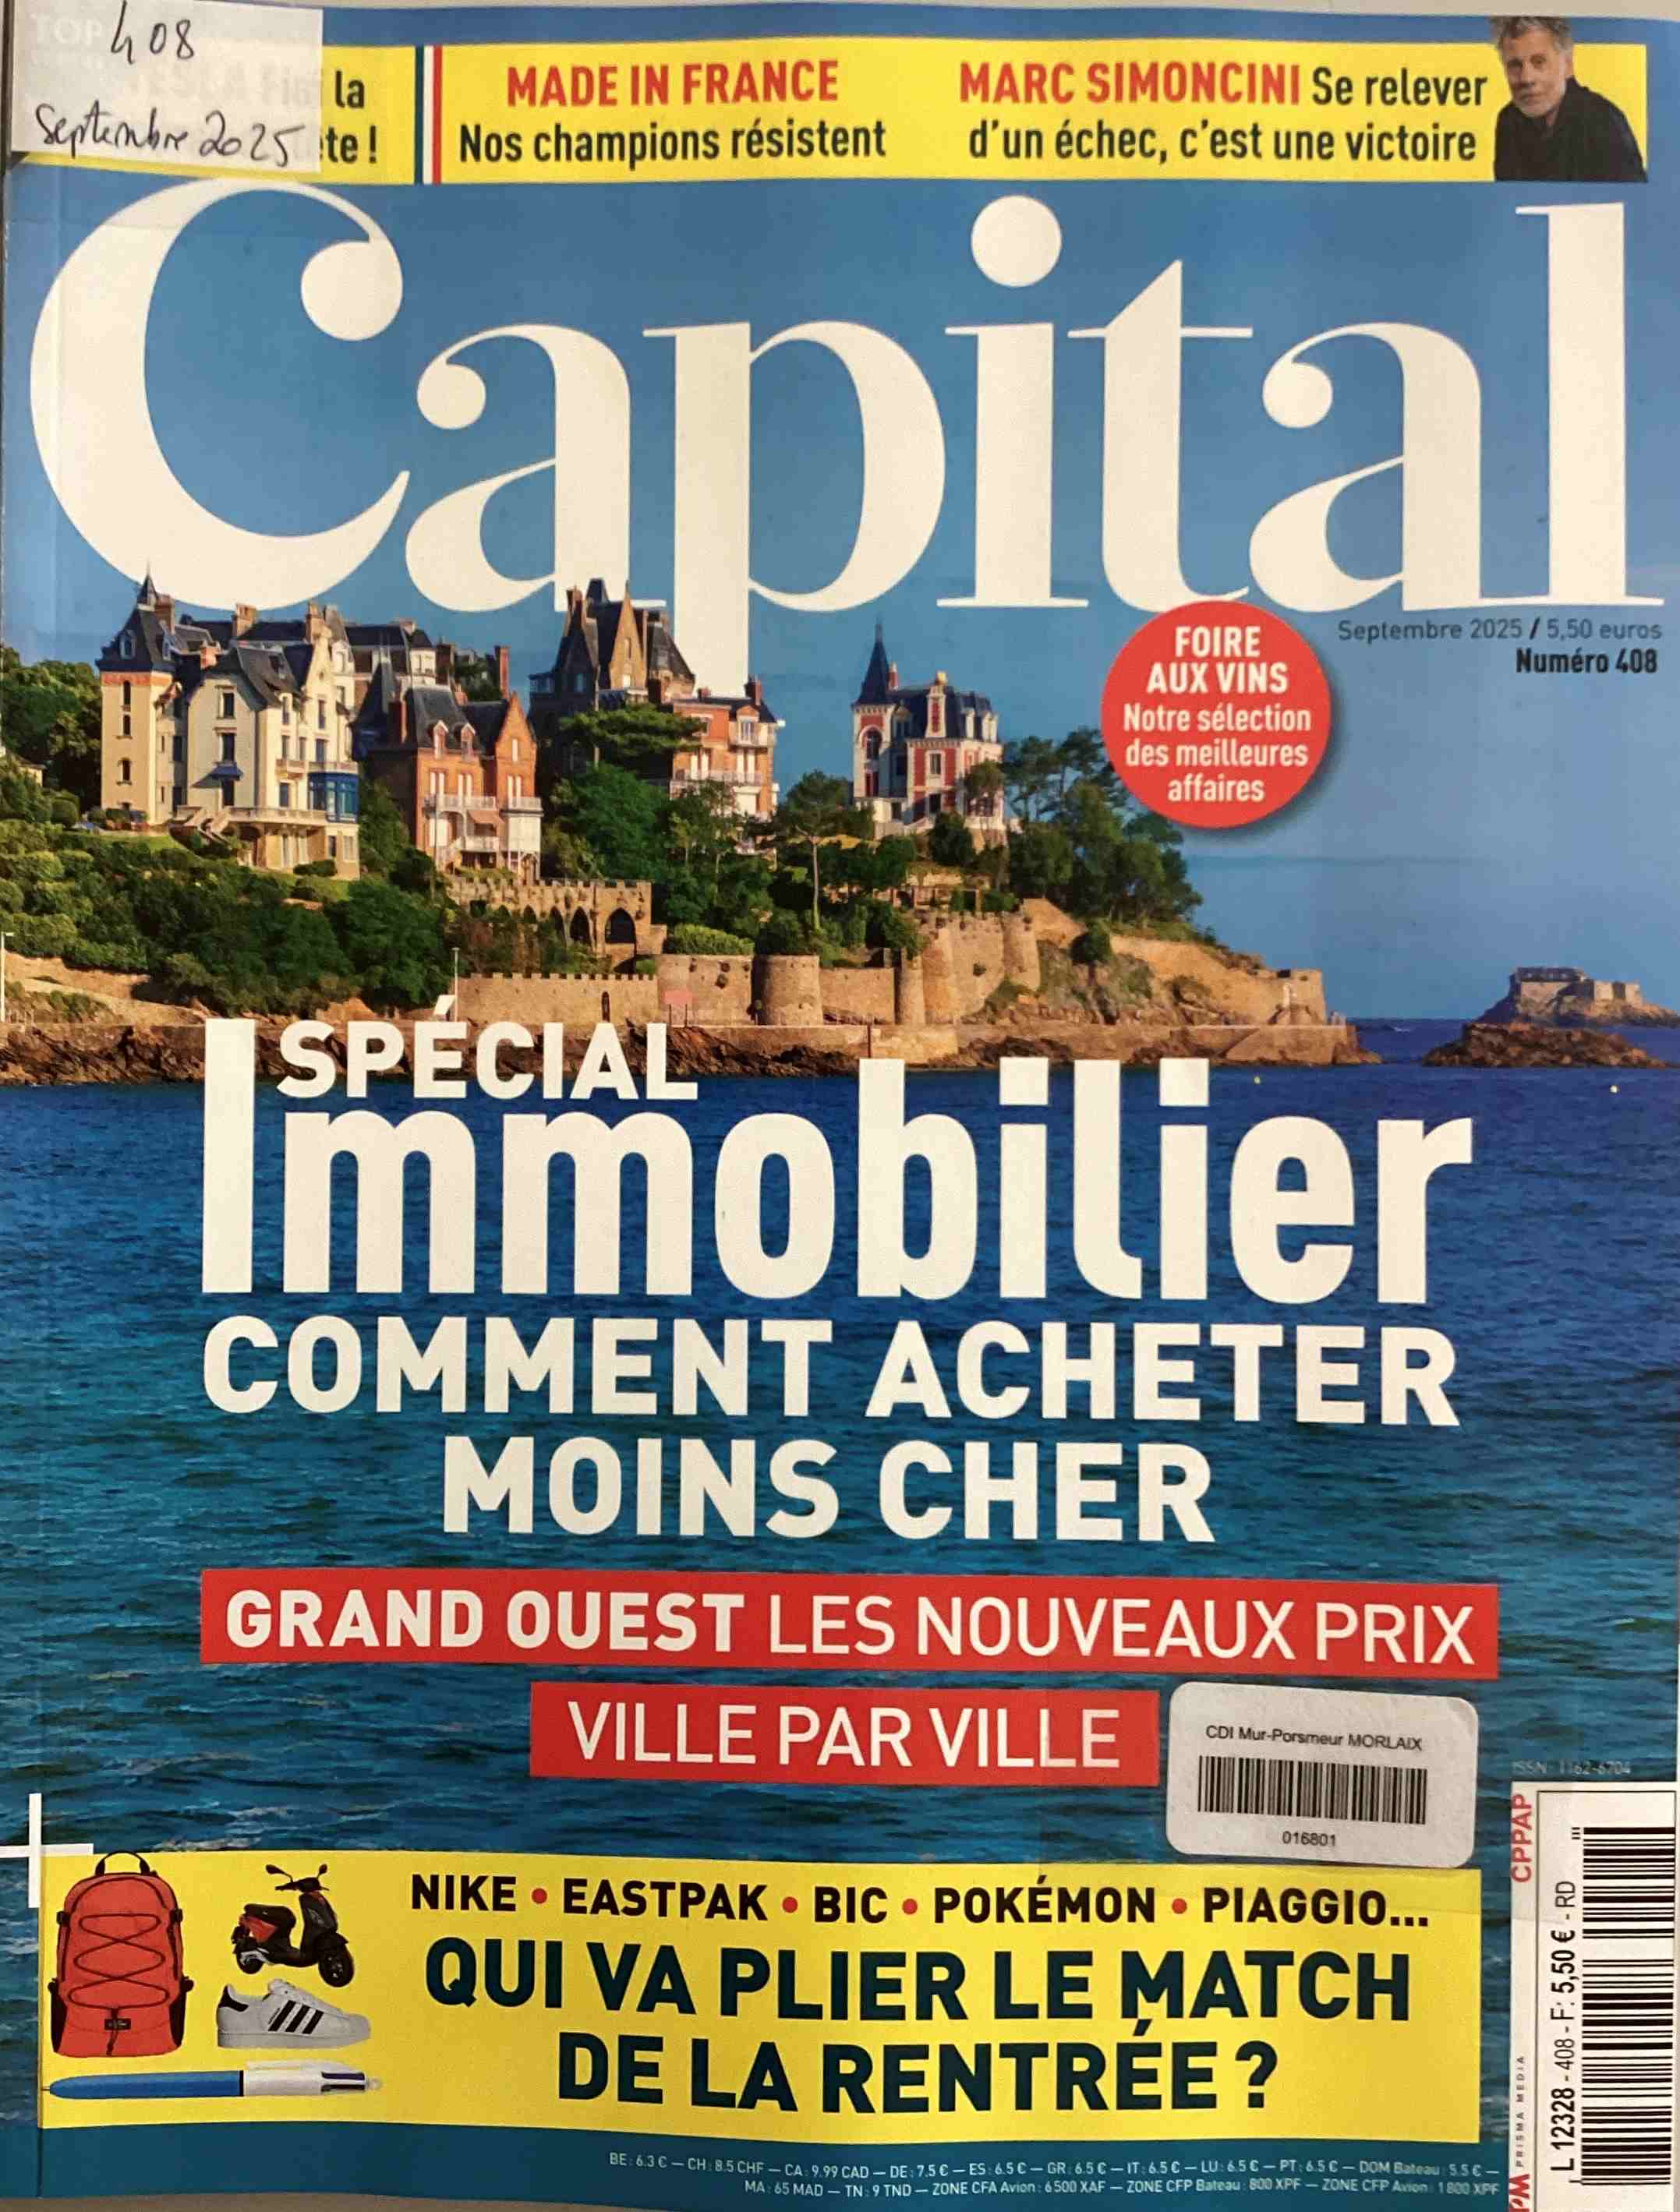 408
Septembre 2025
TESLA Fini la
te !
MADE IN FRANCE
Nos champions résistent
MARC SIMONCINI Se relever
d'un échec, c'est une victoire
Capital
Septembre 2025 / 5,50 euros
Numéro 408
FOIRE
AUX VINS
Notre sélection
des meilleures
affaires
SPÉCIAL
Immobilier
COMMENT ACHETER
MOINS CHER
GRAND OUEST LES NOUVEAUX PRIX
VILLE PAR VILLE
CDI Mur-Porsmeur MORLAIX
016801
ISSN : 1162-6704
CPPAP
NIKE • EASTPAK • BIC • POKÉMON • PIAGGIO...
QUI VA PLIER LE MATCH
DE LA RENTRÉE ?
L 12328 - 408 - F: 5,50 € - RD
PM PRISMA MEDIA
BE : 6.3 € – CH : 8.5 CHF – CA : 9.99 CAD – DE : 7.5 € – ES : 6.5 € – GR : 6.5 € – IT : 6.5 € – LU : 6.5 € – PT : 6.5 € – DOM Bateau : 5.5 € –
MA : 65 MAD – TN : 9 TND – ZONE CFA Avion : 6 500 XAF – ZONE CFP Bateau : 800 XPF – ZONE CFP Avion : 1 800 XPF